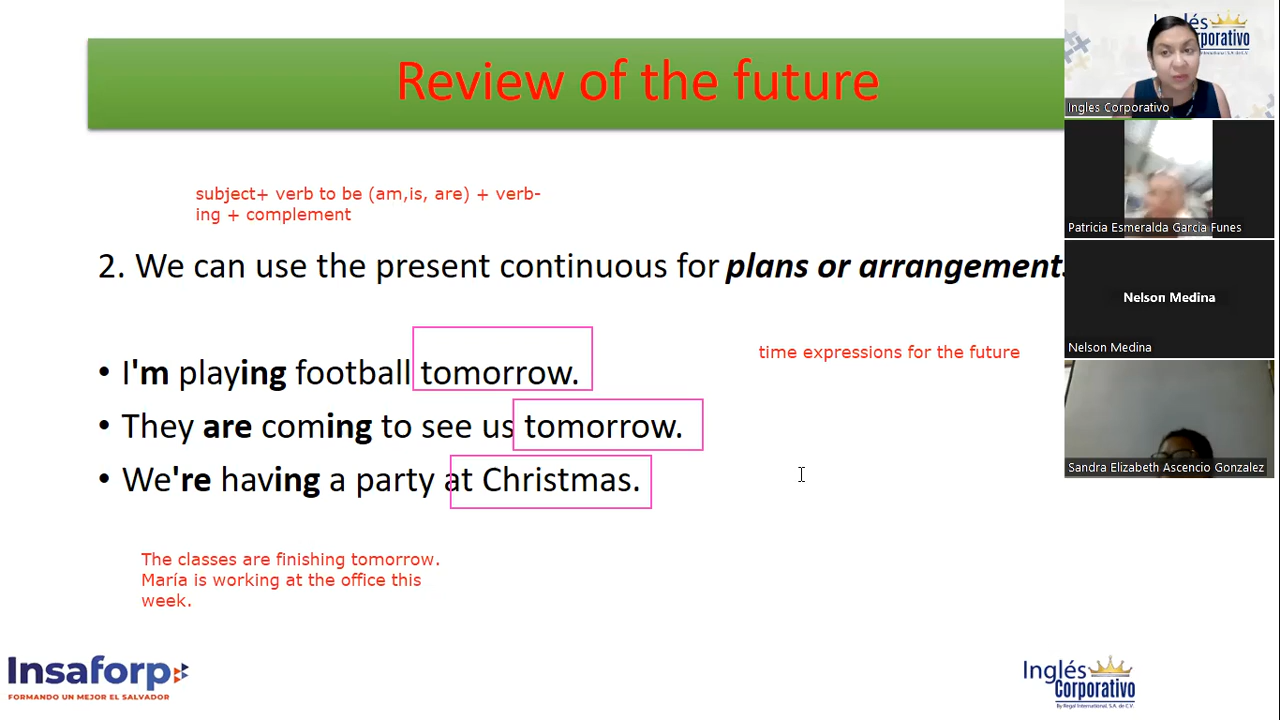 Review of the future
subject+ verb to be (am,is, are) + verb-
ing + complement
2. We can use the present continuous for plans or arrangements
time expressions for the future
• I'm playing football tomorrow.
• They are coming to see us tomorrow.
• We're having a party at Christmas.
The classes are finishing tomorrow.
María is working at the office this
week.
Insaforp
FORMANDO UN MEJOR EL SALVADOR
Inglés
Corporativo
By Regal International, S.A. de C.V.
Ingles Corporativo
Patricia Esmeralda Garcia Funes
Nelson Medina
Nelson Medina
Sandra Elizabeth Ascencio Gonzalez